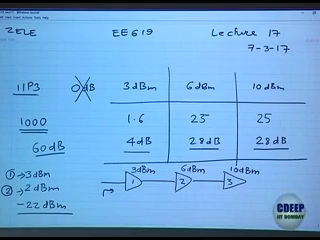 2ELE EE619 Lecture 17
7-3-17
IIP3 0dB 3dBm 6dBm 10dBm
1000 1.6 25 25
60dB 4dB 28dB 28dB
① → 3dBm 3dBm 6dBm 10dBm
② → 2dBm 1 2 3
-22dBm
CDEEP
IIT BOMBAY